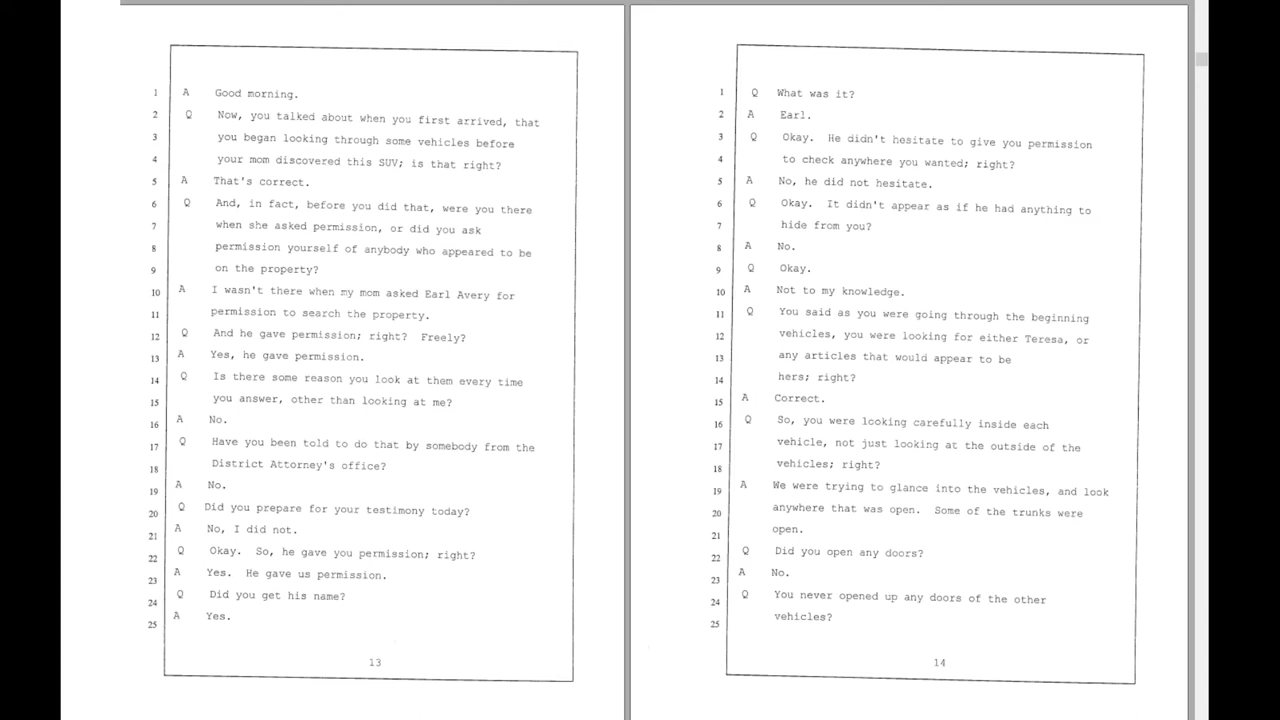 1 A Good morning.
2 Q Now, you talked about when you first arrived, that
3 you began looking through some vehicles before
4 your mom discovered this SUV; is that right?
5 A That's correct.
6 Q And, in fact, before you did that, were you there
7 when she asked permission, or did you ask
8 permission yourself of anybody who appeared to be
9 on the property?
10 A I wasn't there when my mom asked Earl Avery for
11 permission to search the property.
12 Q And he gave permission; right? Freely?
13 A Yes, he gave permission.
14 Q Is there some reason you look at them every time
15 you answer, other than looking at me?
16 A No.
17 Q Have you been told to do that by somebody from the
18 District Attorney's office?
19 A No.
20 Q Did you prepare for your testimony today?
21 A No, I did not.
22 Q Okay. So, he gave you permission; right?
23 A Yes. He gave us permission.
24 Q Did you get his name?
25 A Yes.
13
1 Q What was it?
2 A Earl.
3 Q Okay. He didn't hesitate to give you permission
4 to check anywhere you wanted; right?
5 A No, he did not hesitate.
6 Q Okay. It didn't appear as if he had anything to
7 hide from you?
8 A No.
9 Q Okay.
10 A Not to my knowledge.
11 Q You said as you were going through the beginning
12 vehicles, you were looking for either Teresa, or
13 any articles that would appear to be
14 hers; right?
15 A Correct.
16 Q So, you were looking carefully inside each
17 vehicle, not just looking at the outside of the
18 vehicles; right?
19 A We were trying to glance into the vehicles, and look
20 anywhere that was open. Some of the trunks were
21 open.
22 Q Did you open any doors?
23 A No.
24 Q You never opened up any doors of the other
25 vehicles?
14